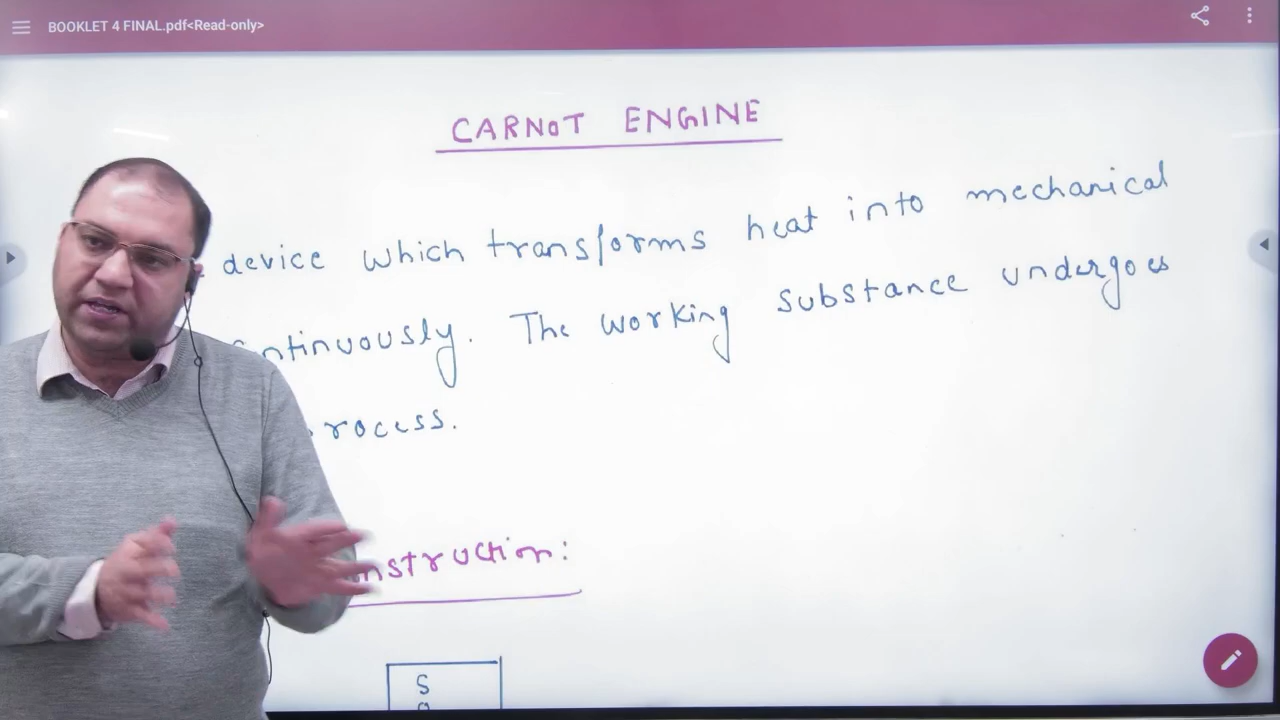 BOOKLET 4 FINAL.pdf<Read-only>
CARNOT ENGINE
device which transforms heat into mechanical
ntinuously. The working substance undergoes
rocess.
nstruction:
S